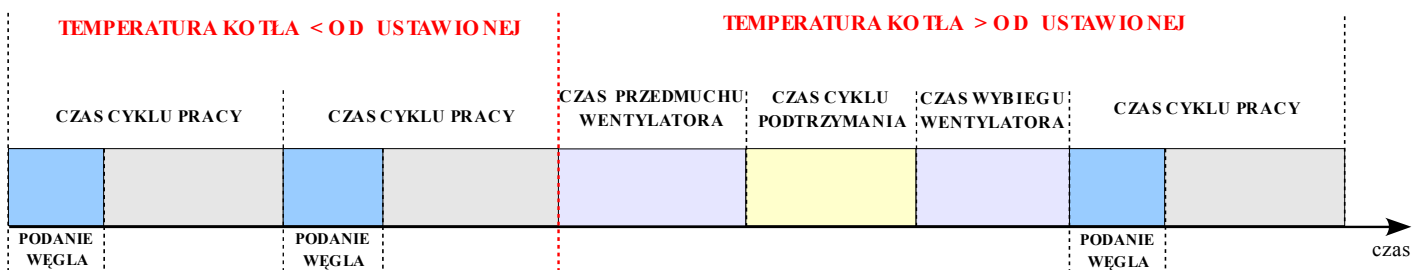 TEMPERATURA KOTŁA < OD USTAWIONEJ
TEMPERATURA KOTŁA > OD USTAWIONEJ
CZAS CYKLU PRACY
CZAS CYKLU PRACY
CZAS PRZEDMUCHU
WENTYLATORA
CZAS CYKLU
PODTRZYMANIA
CZAS WYBIEGU
WENTYLATORA
CZAS CYKLU PRACY
PODANIE
WĘGLA
PODANIE
WĘGLA
PODANIE
WĘGLA
czas